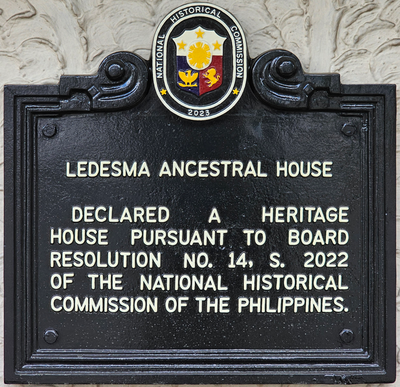 NATIONAL HISTORICAL COMMISSION
2023
LEDESMA ANCESTRAL HOUSE
DECLARED A HERITAGE
HOUSE PURSUANT TO BOARD
RESOLUTION NO. 14, S. 2022
OF THE NATIONAL HISTORICAL
COMMISSION OF THE PHILIPPINES.